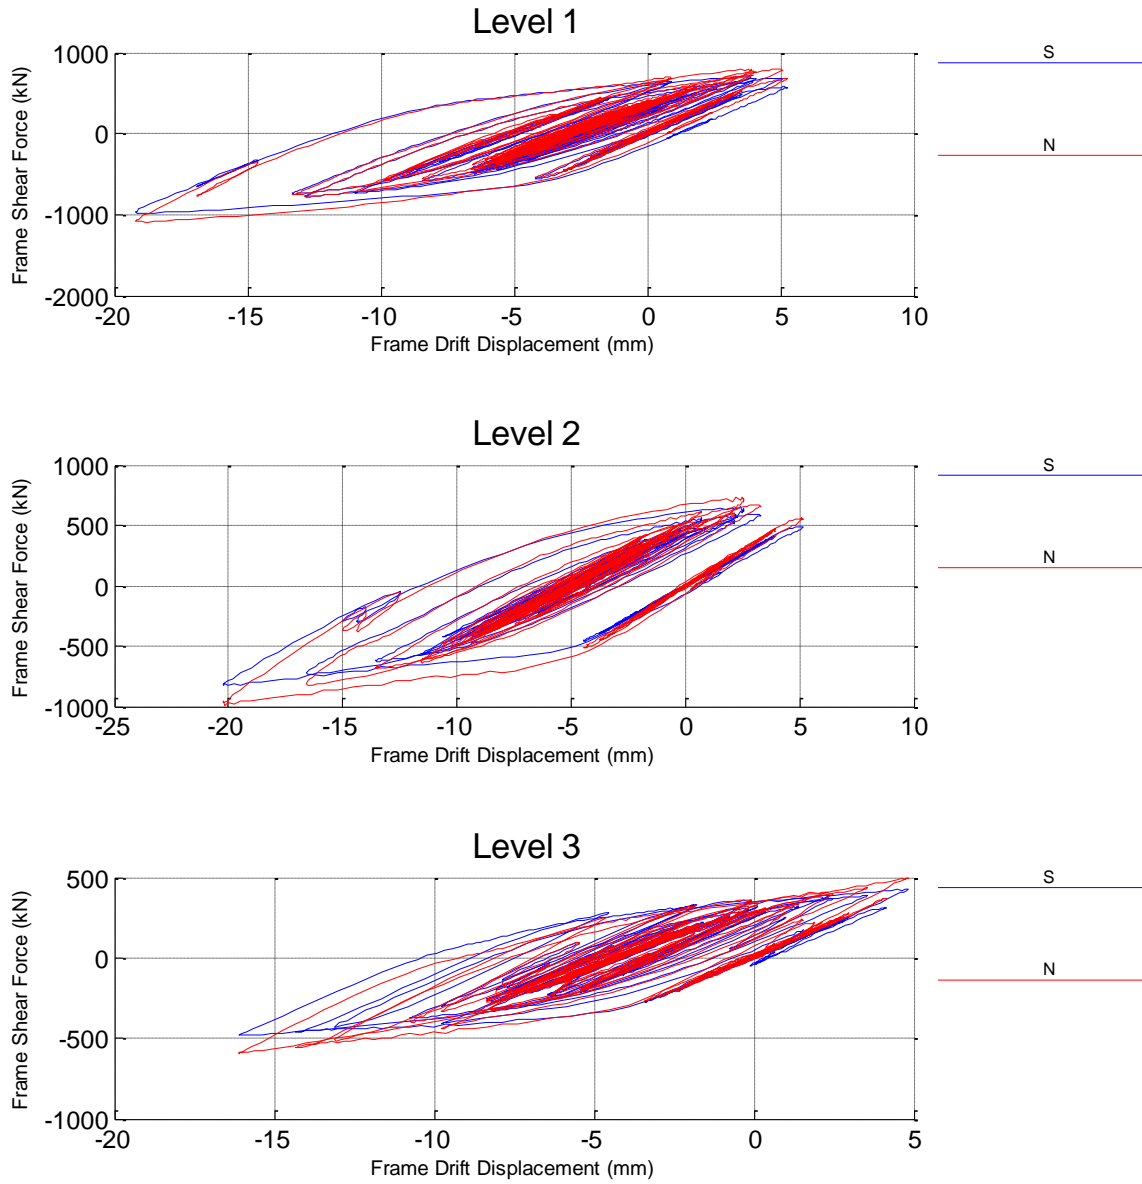 Level 1
1000
0
-1000
-2000
-20
-15
-10
-5
0
5
10
Frame Shear Force (kN)
Frame Drift Displacement (mm)
S
N
Level 2
1000
500
0
-500
-1000
-25
-20
-15
-10
-5
0
5
10
Frame Shear Force (kN)
Frame Drift Displacement (mm)
S
N
Level 3
500
0
-500
-1000
-20
-15
-10
-5
0
5
Frame Shear Force (kN)
Frame Drift Displacement (mm)
S
N